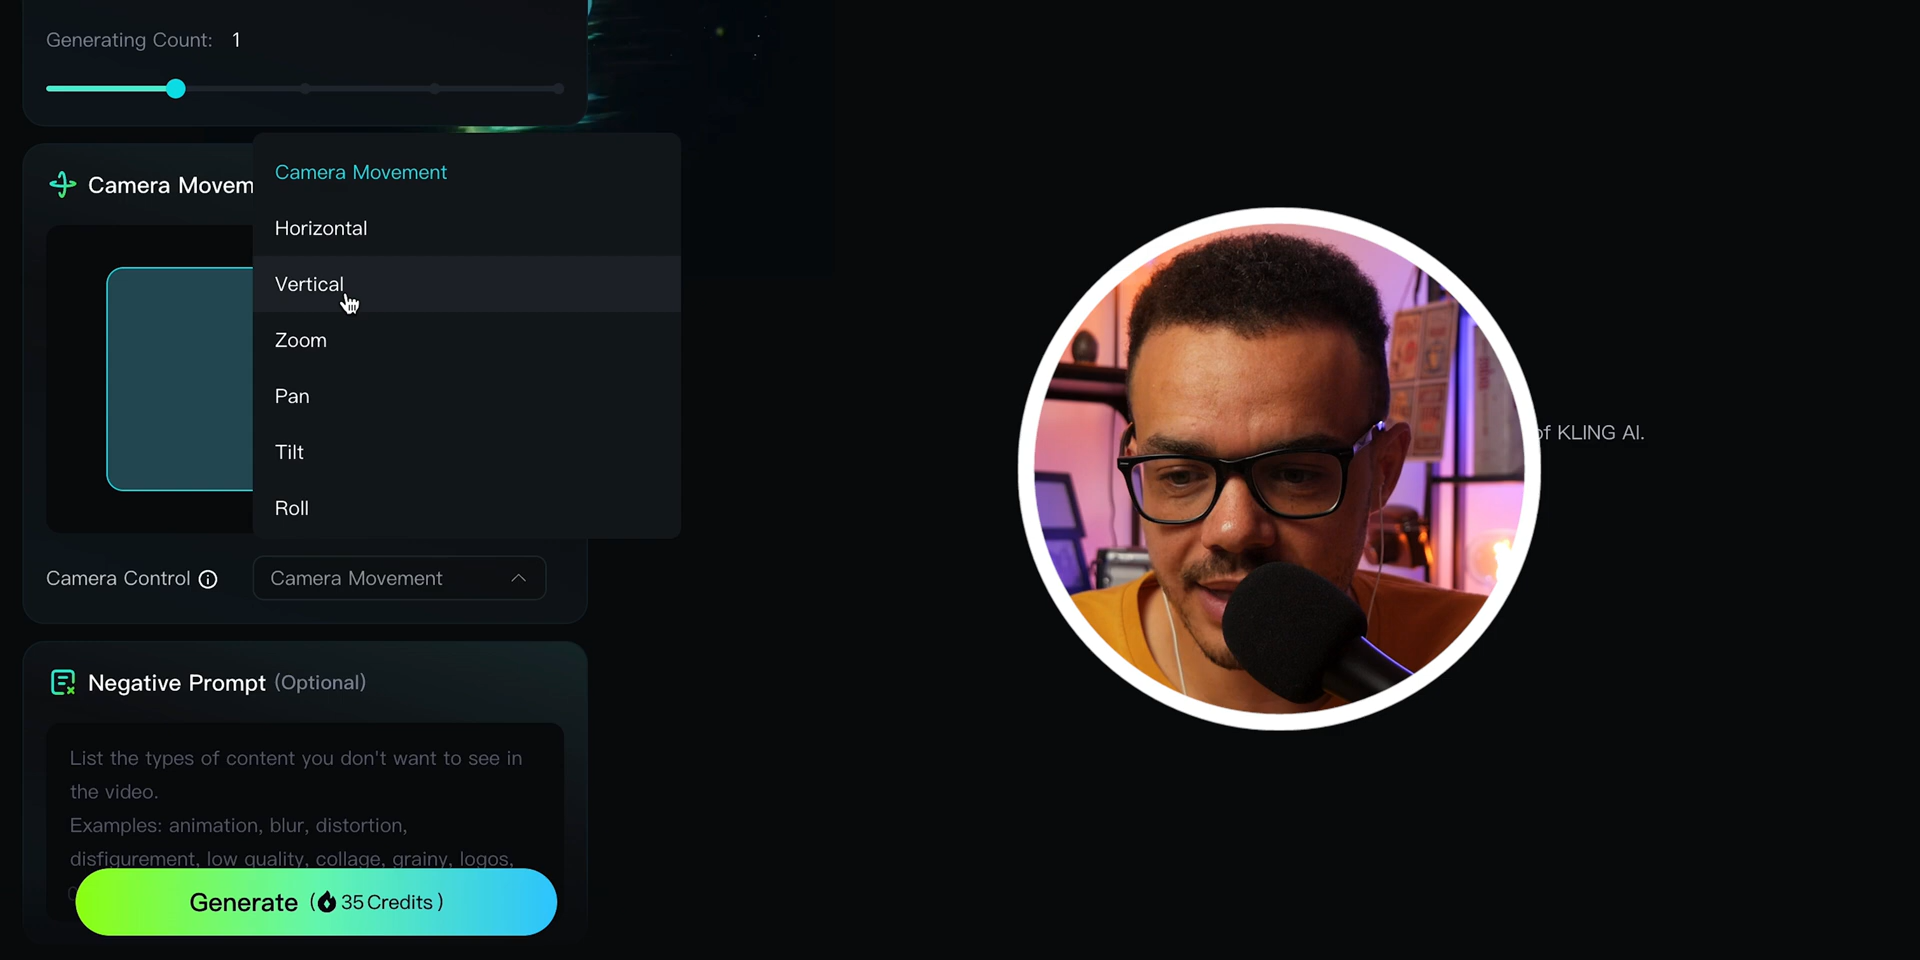 Generating Count: 1
Camera Movem
Camera Movement
Horizontal
Vertical
Zoom
Pan
Tilt
Roll
Camera Control
Camera Movement
of KLING AI.
Negative Prompt (Optional)
List the types of content you don't want to see in
the video.
Examples: animation, blur, distortion,
disfigurement, low quality, collage, grainy, logos,
Generate ( 35 Credits )